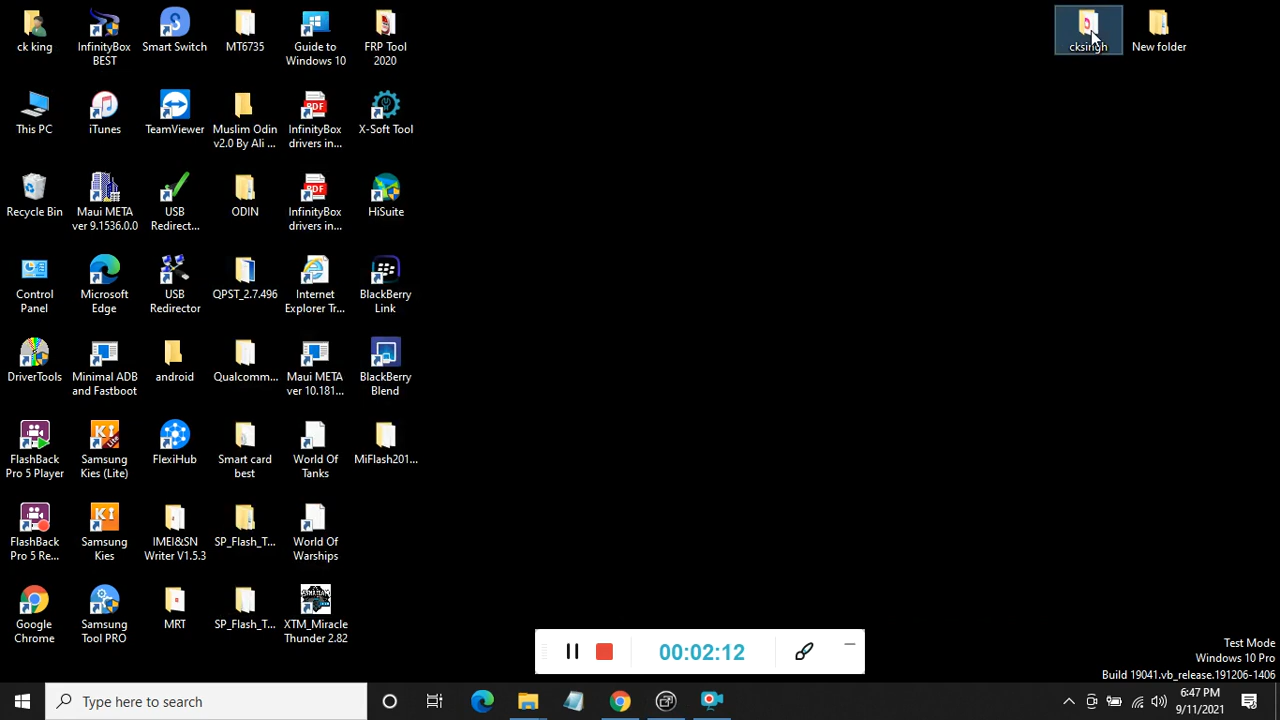 ck king
InfinityBox
BEST
Smart Switch
MT6735
Guide to
Windows 10
FRP Tool
2020
cksingh
New folder
This PC
iTunes
TeamViewer
Muslim Odin
v2.0 By Ali ...
PDF
InfinityBox
drivers in...
X-Soft Tool
Recycle Bin
Maui META
ver 9.1536.0.0
USB
Redirect...
ODIN
PDF
InfinityBox
drivers in...
HiSuite
Control
Panel
Microsoft
Edge
USB
Redirector
QPST_2.7.496
Internet
Explorer Tr...
BlackBerry
Link
DriverTools
Minimal ADB
and Fastboot
android
Qualcomm...
Maui META
ver 10.181...
BlackBerry
Blend
FlashBack
Pro 5 Player
Ki
Lite
Samsung
Kies (Lite)
FlexiHub
Smart card
best
World Of
Tanks
MiFlash201...
FlashBack
Pro 5 Re...
Ki
Samsung
Kies
IMEI&SN
Writer V1.5.3
SP_Flash_T...
World Of
Warships
Google
Chrome
Samsung
Tool PRO
MRT
SP_Flash_T...
XTM_Miracle
Thunder 2.82
00:02:12
Test Mode
Windows 10 Pro
Build 19041.vb_release.191206-1406
Type here to search
6:47 PM
9/11/2021